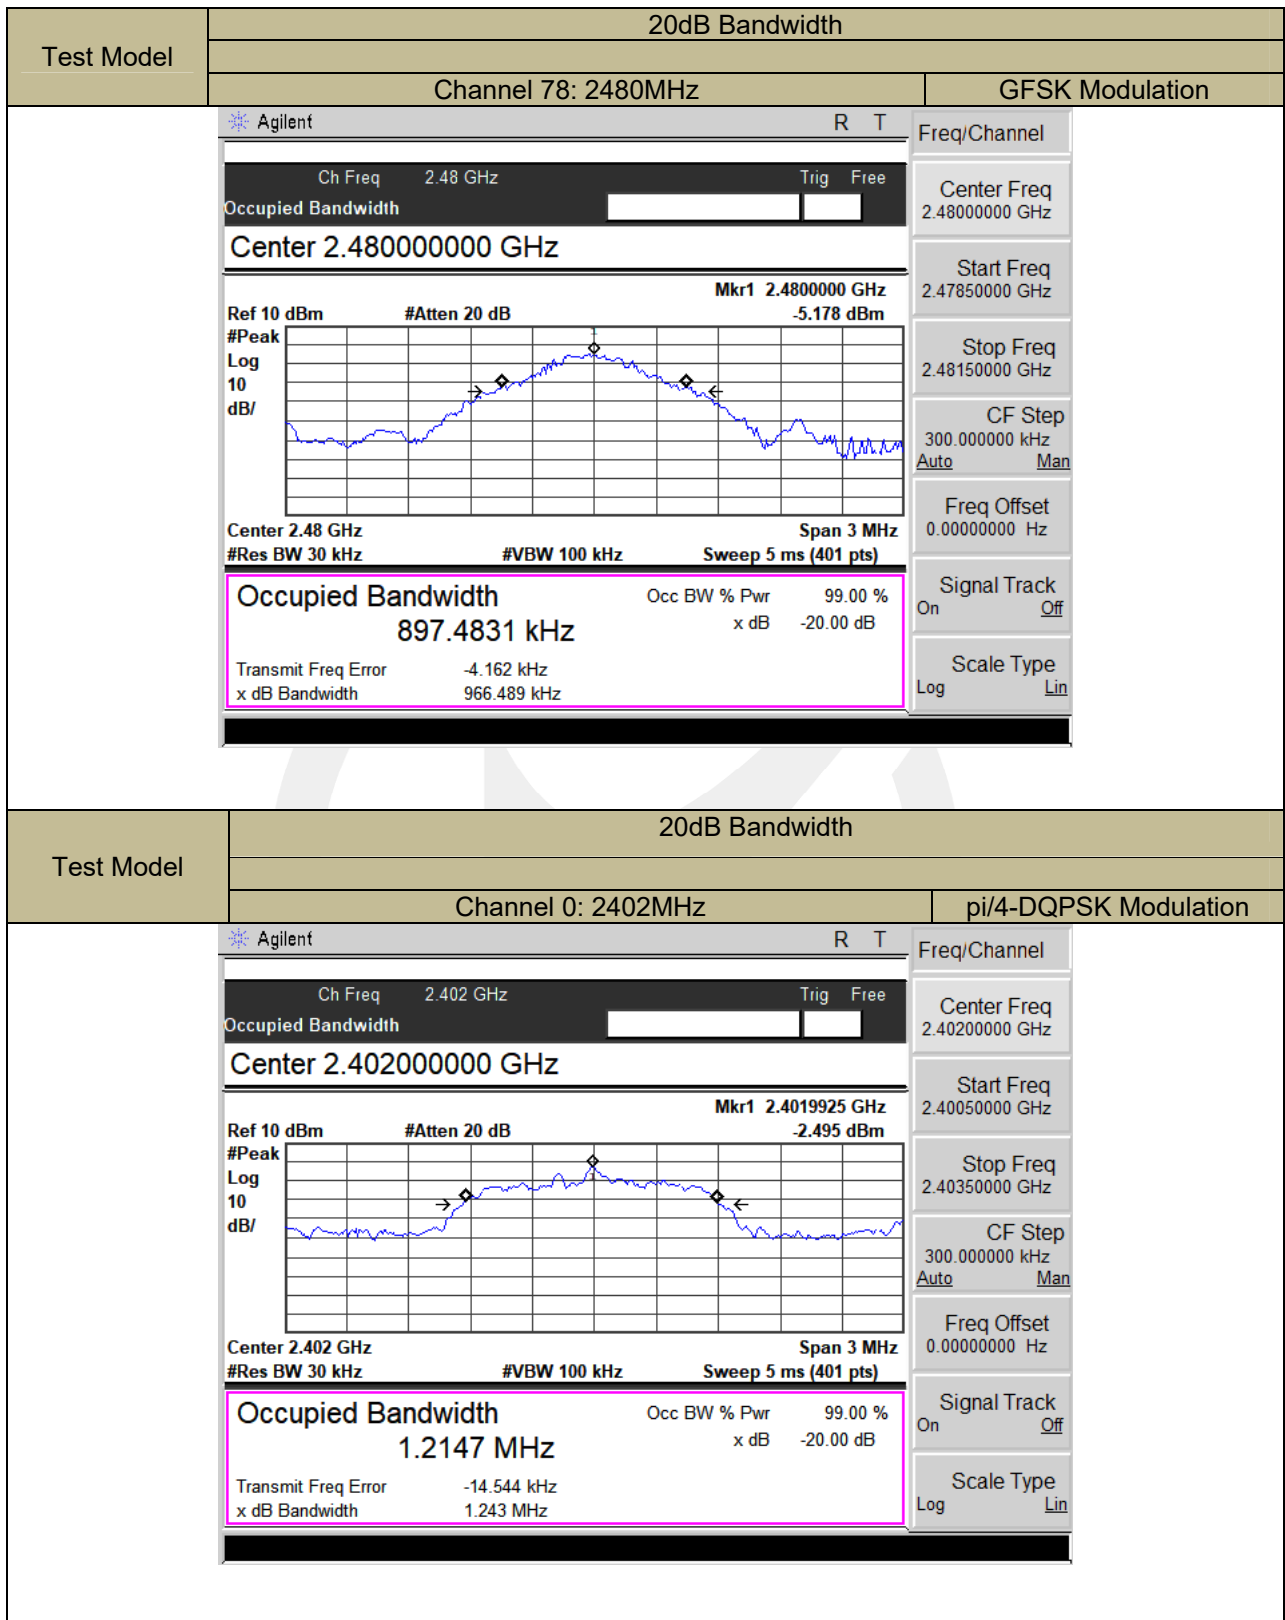 20dB Bandwidth
Test Model
Channel 78: 2480MHz GFSK Modulation
Agilent R T
Freq/Channel
Ch Freq 2.48 GHz Trig Free
Occupied Bandwidth
Center 2.480000000 GHz
Mkr1 2.4800000 GHz
Ref 10 dBm #Atten 20 dB -5.178 dBm
#Peak
Log
10
dB/
1
Center 2.48 GHz Span 3 MHz
#Res BW 30 kHz #VBW 100 kHz Sweep 5 ms (401 pts)
Occupied Bandwidth Occ BW % Pwr 99.00 %
897.4831 kHz x dB -20.00 dB
Transmit Freq Error -4.162 kHz
x dB Bandwidth 966.489 kHz
Center Freq
2.48000000 GHz
Start Freq
2.47850000 GHz
Stop Freq
2.48150000 GHz
CF Step
300.000000 kHz
Auto Man
Freq Offset
0.00000000 Hz
Signal Track
On Off
Scale Type
Log Lin
20dB Bandwidth
Test Model
Channel 0: 2402MHz pi/4-DQPSK Modulation
Agilent R T
Freq/Channel
Ch Freq 2.402 GHz Trig Free
Occupied Bandwidth
Center 2.402000000 GHz
Mkr1 2.4019925 GHz
Ref 10 dBm #Atten 20 dB -2.495 dBm
#Peak
Log
10
dB/
1
Center 2.402 GHz Span 3 MHz
#Res BW 30 kHz #VBW 100 kHz Sweep 5 ms (401 pts)
Occupied Bandwidth Occ BW % Pwr 99.00 %
1.2147 MHz x dB -20.00 dB
Transmit Freq Error -14.544 kHz
x dB Bandwidth 1.243 MHz
Center Freq
2.40200000 GHz
Start Freq
2.40050000 GHz
Stop Freq
2.40350000 GHz
CF Step
300.000000 kHz
Auto Man
Freq Offset
0.00000000 Hz
Signal Track
On Off
Scale Type
Log Lin